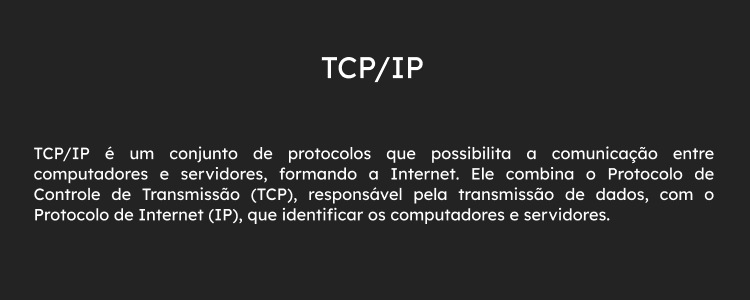 TCP/IP
TCP/IP é um conjunto de protocolos que possibilita a comunicação entre
computadores e servidores, formando a Internet. Ele combina o Protocolo de
Controle de Transmissão (TCP), responsável pela transmissão de dados, com o
Protocolo de Internet (IP), que identificar os computadores e servidores.